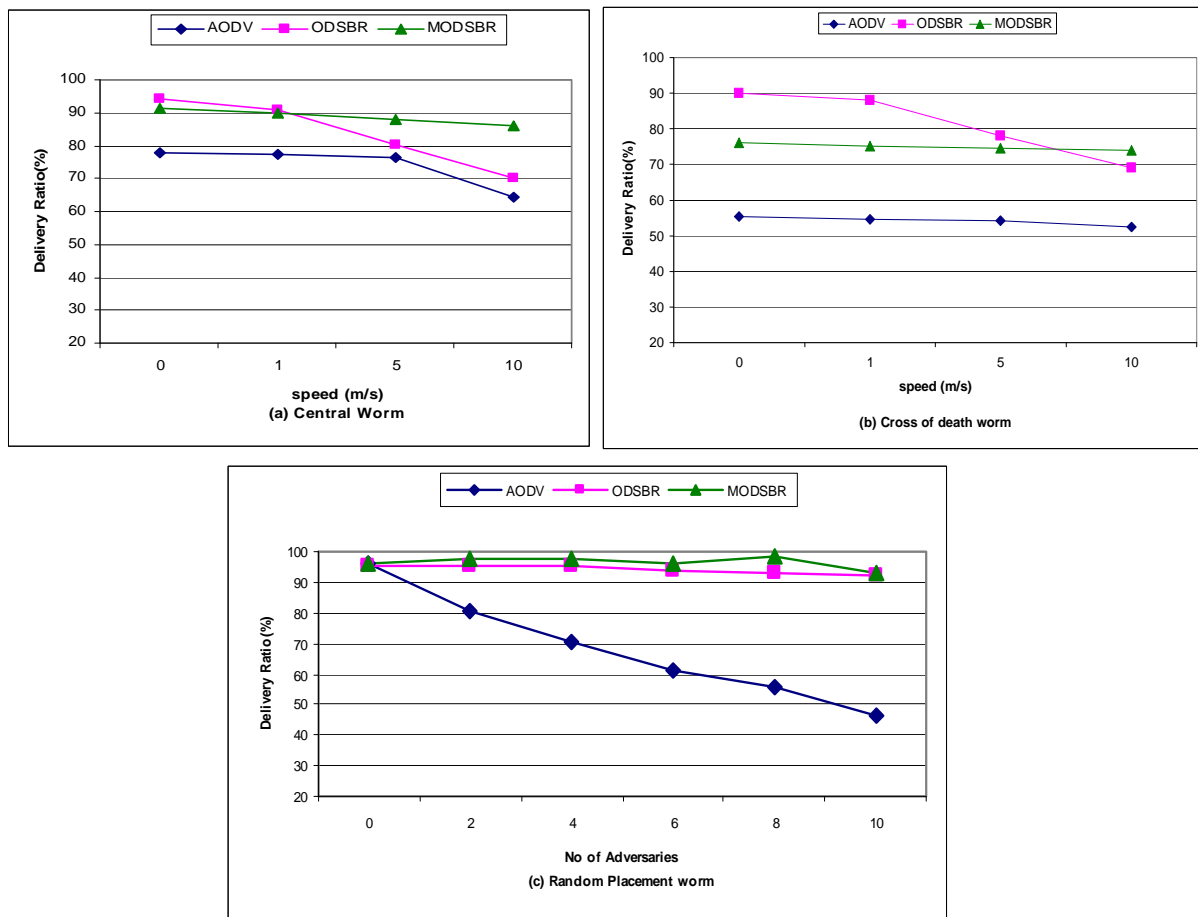 AODV ODSBR MODSBR
100
90
80
70
60
50
40
30
20
Delivery Ratio(%)
0 1 5 10
speed (m/s)
(a) Central Worm
AODV ODSBR MODSBR
100
90
80
70
60
50
40
30
20
Delivery Ratio(%)
0 1 5 10
speed (m/s)
(b) Cross of death worm
AODV ODSBR MODSBR
100
90
80
70
60
50
40
30
20
Delivery Ratio(%)
0 2 4 6 8 10
No of Adversaries
(c) Random Placement worm